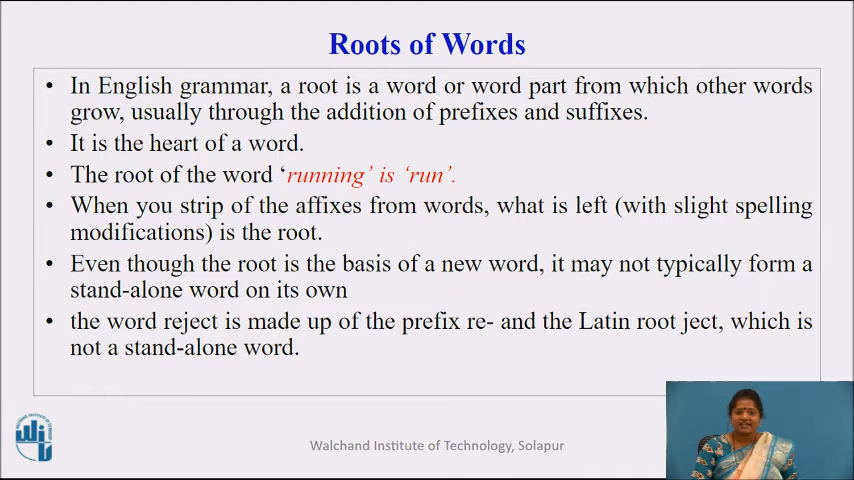 Roots of Words
• In English grammar, a root is a word or word part from which other words
grow, usually through the addition of prefixes and suffixes.
• It is the heart of a word.
• The root of the word ‘running’ is ‘run’.
• When you strip of the affixes from words, what is left (with slight spelling
modifications) is the root.
• Even though the root is the basis of a new word, it may not typically form a
stand-alone word on its own
• the word reject is made up of the prefix re- and the Latin root ject, which is
not a stand-alone word.
Walchand Institute of Technology, Solapur